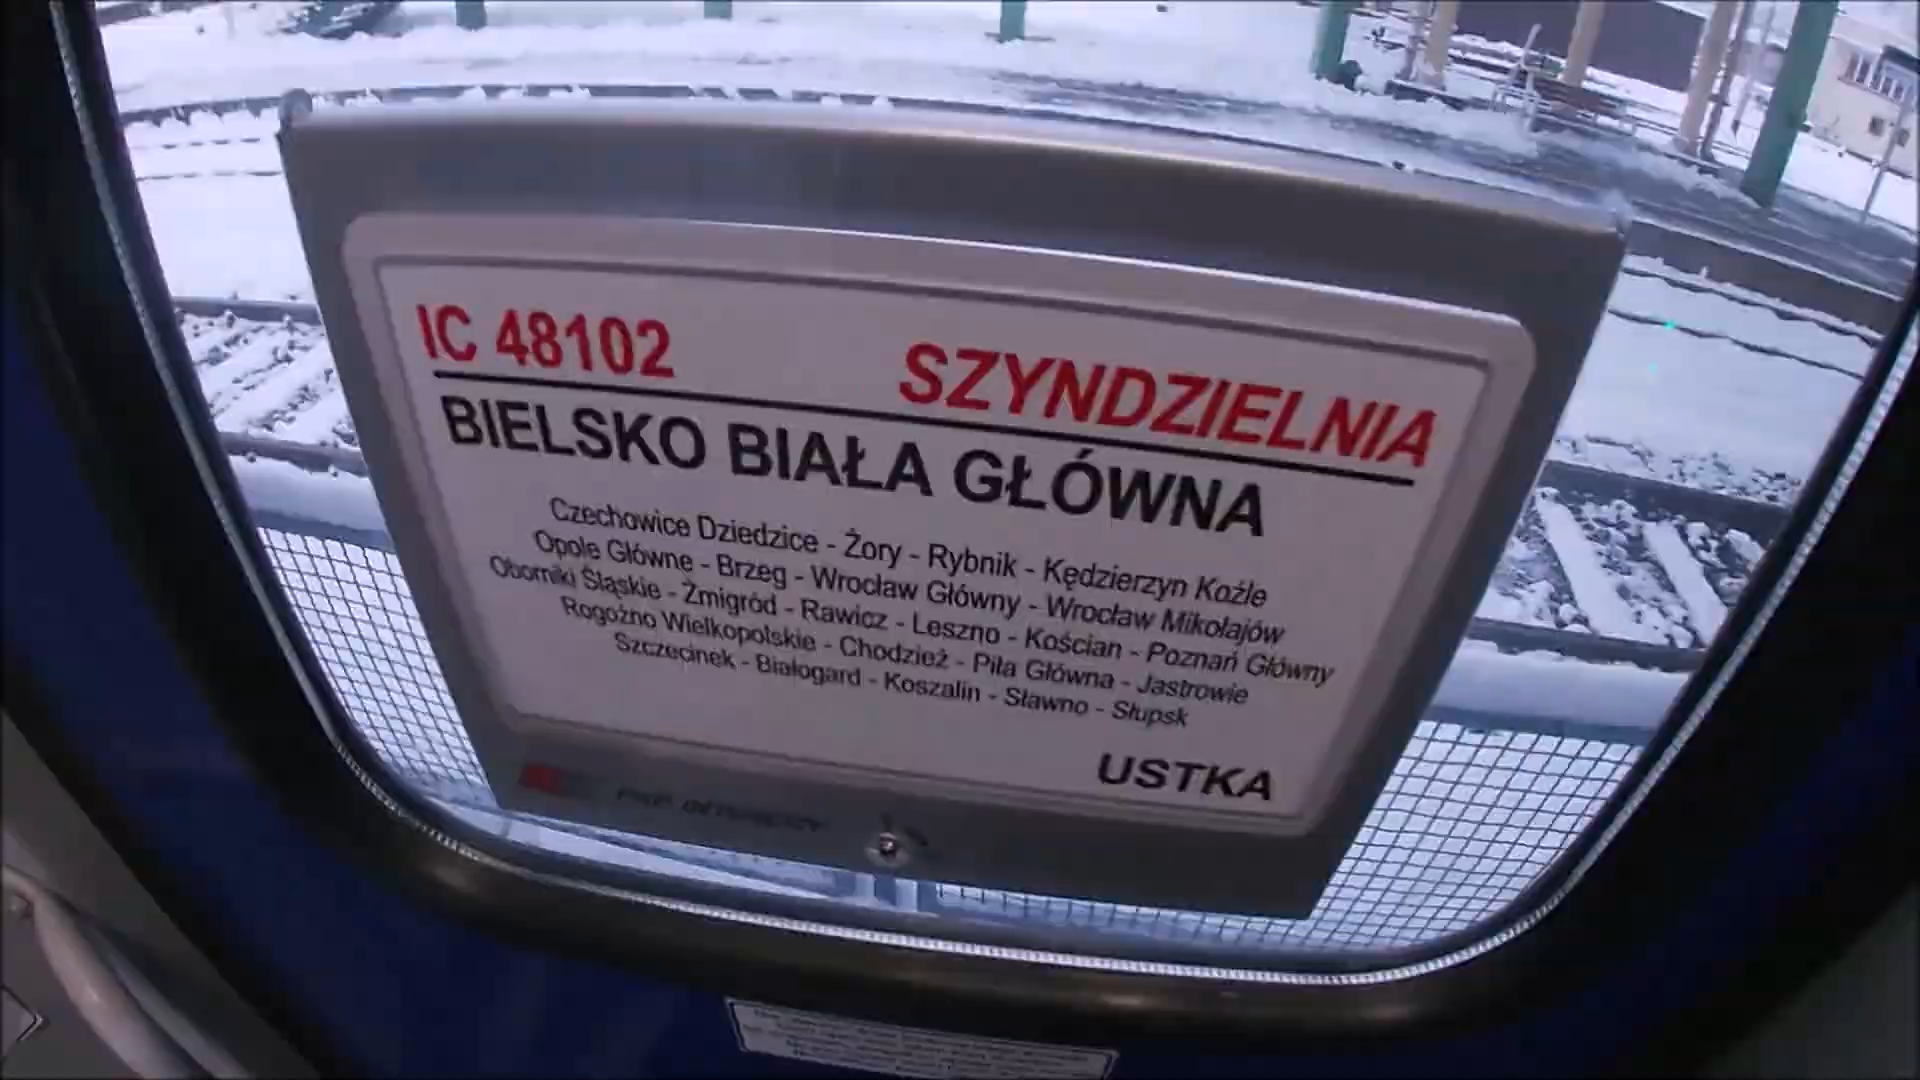 IC 48102 SZYNDZIELNIA
BIELSKO BIAŁA GŁÓWNA
Czechowice Dziedzice - Żory - Rybnik - Kędzierzyn Koźle
Opole Główne - Brzeg - Wrocław Główny - Wrocław Mikołajów
Oborniki Śląskie - Żmigród - Rawicz - Leszno - Kościan - Poznań Główny
Rogoźno Wielkopolskie - Chodzież - Piła Główna - Jastrowie
Szczecinek - Białogard - Koszalin - Sławno - Słupsk
USTKA